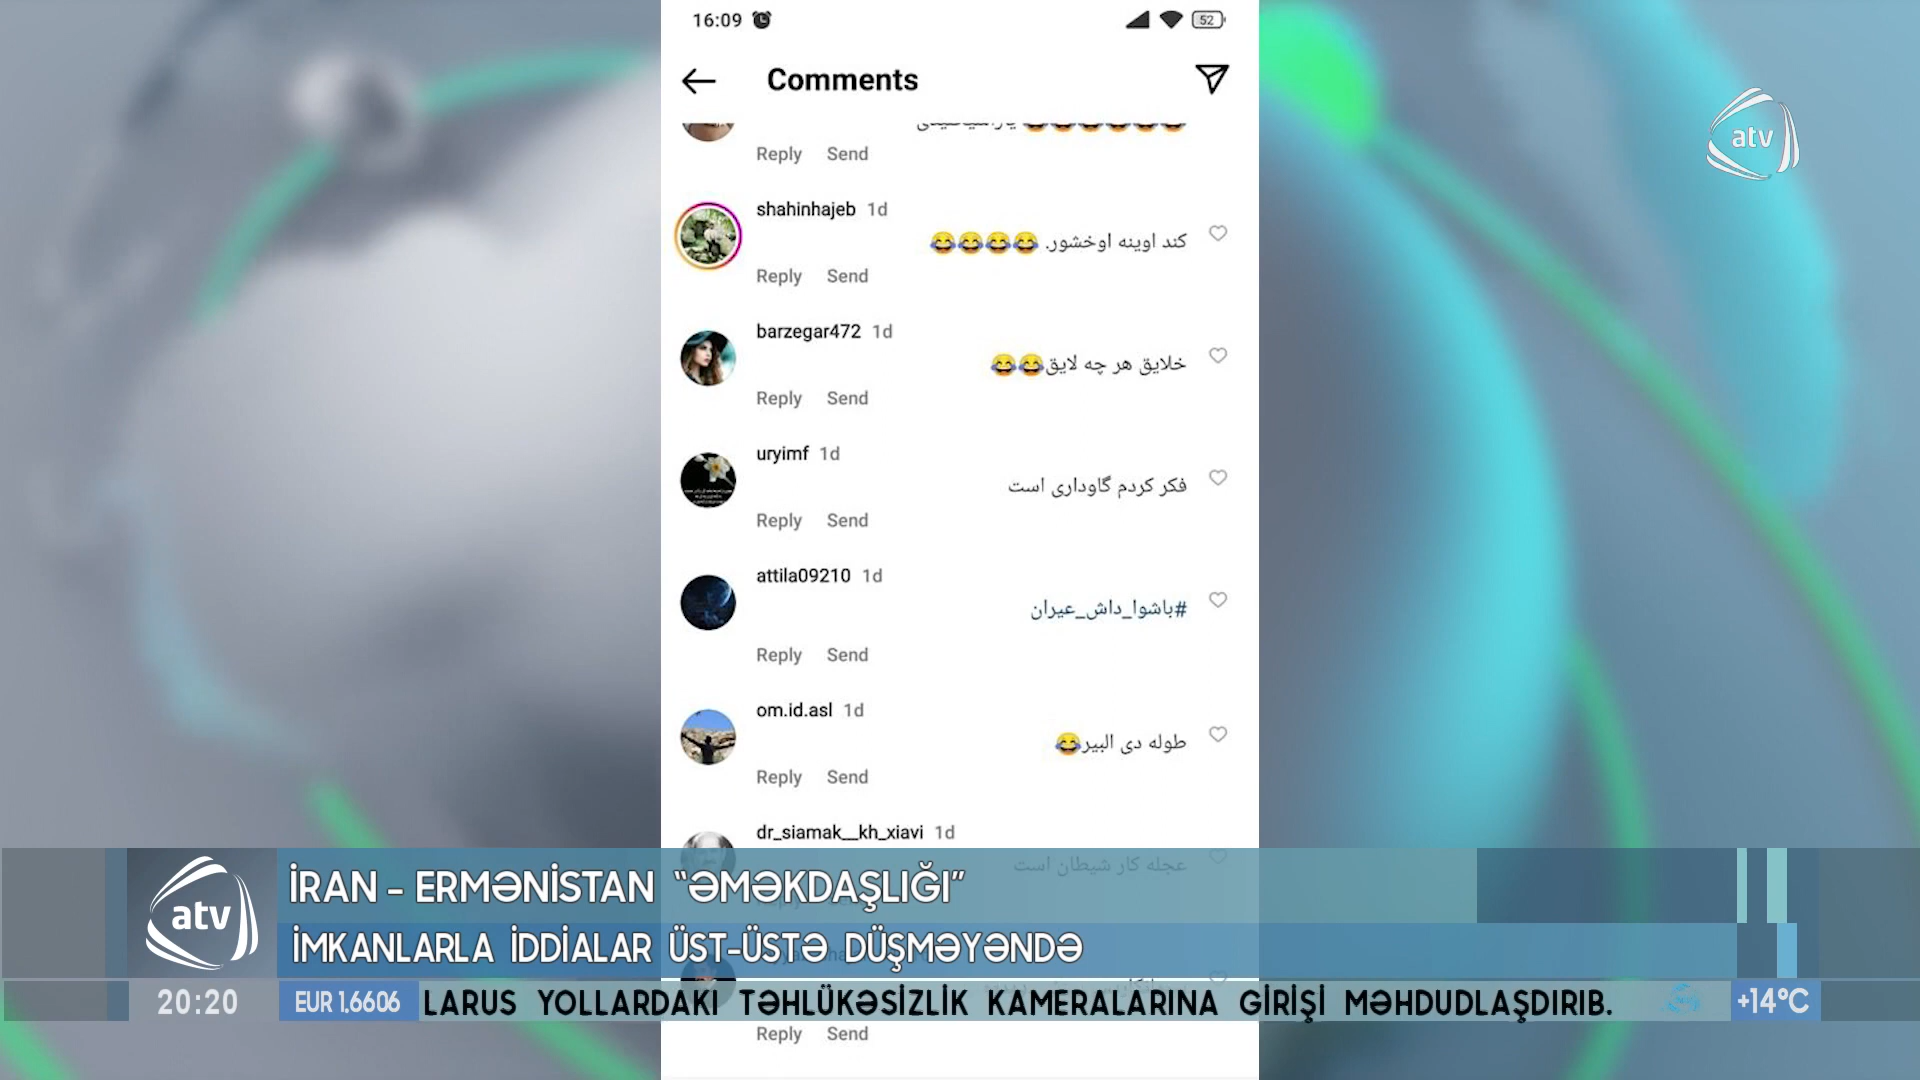 16:09
52
Comments
atv
Reply Send
shahinhajeb 1d
کند اوینه اوخشور. 😂😂😂😂
Reply Send
barzegar472 1d
خلایق هر چه لایق😂😂
Reply Send
uryimf 1d
فکر کردم گاوداری است
Reply Send
attila09210 1d
#باشوا_داش_عیران
Reply Send
om.id.asl 1d
طوله دی البیر😂
Reply Send
dr_siamak__kh_xiavi 1d
عجله کار شیطان است
atv
İRAN - ERMƏNİSTAN “ƏMƏKDAŞLIĞI”
İMKANLARLA İDDİALAR ÜST-ÜSTƏ DÜŞMƏYƏNDƏ
20:20
EUR 1,6606
LARUS YOLLARDAKI TƏHLÜKƏSİZLİK KAMERALARINA GİRİŞİ MƏHDUDLAŞDIRIB.
+14°C
Reply Send